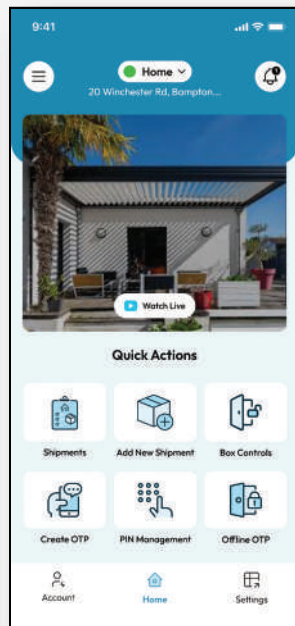 9:41
Home
20 Winchester Rd, Bampton...
Watch Live
Quick Actions
Shipments Add New Shipment Box Controls
Create OTP PIN Management Offline OTP
Account Home Settings